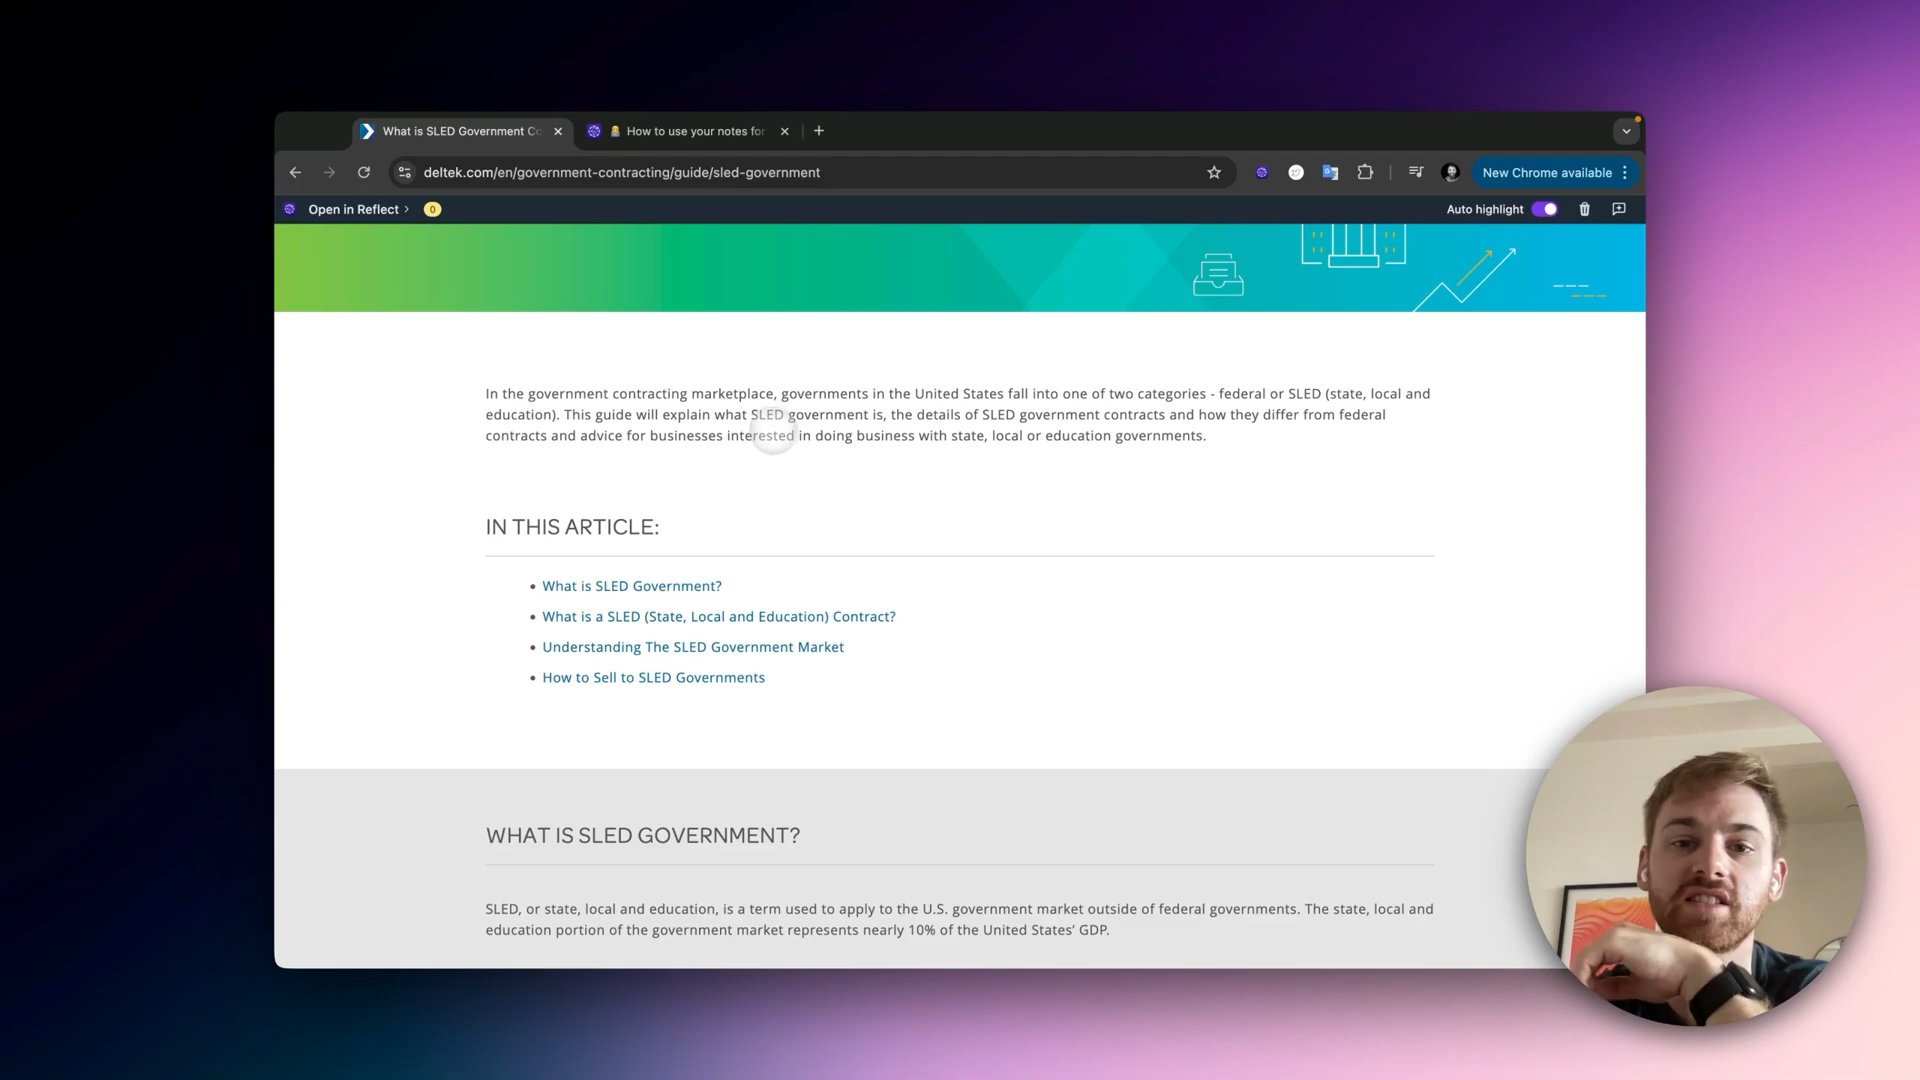 What is SLED Government Co
How to use your notes for
deltek.com/en/government-contracting/guide/sled-government
New Chrome available
Open in Reflect
0
Auto highlight
In the government contracting marketplace, governments in the United States fall into one of two categories - federal or SLED (state, local and
education). This guide will explain what SLED government is, the details of SLED government contracts and how they differ from federal
contracts and advice for businesses interested in doing business with state, local or education governments.
IN THIS ARTICLE:
• What is SLED Government?
• What is a SLED (State, Local and Education) Contract?
• Understanding The SLED Government Market
• How to Sell to SLED Governments
WHAT IS SLED GOVERNMENT?
SLED, or state, local and education, is a term used to apply to the U.S. government market outside of federal governments. The state, local and
education portion of the government market represents nearly 10% of the United States’ GDP.